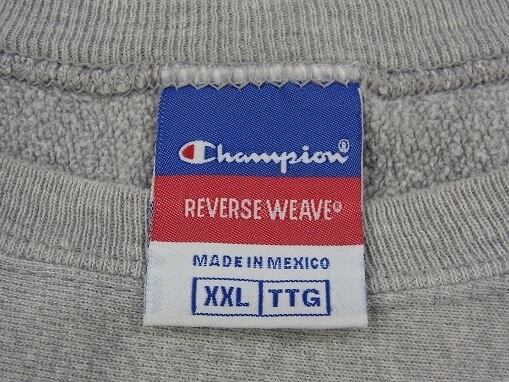 Champion®
REVERSE WEAVE®
MADE IN MEXICO
XXL TTG